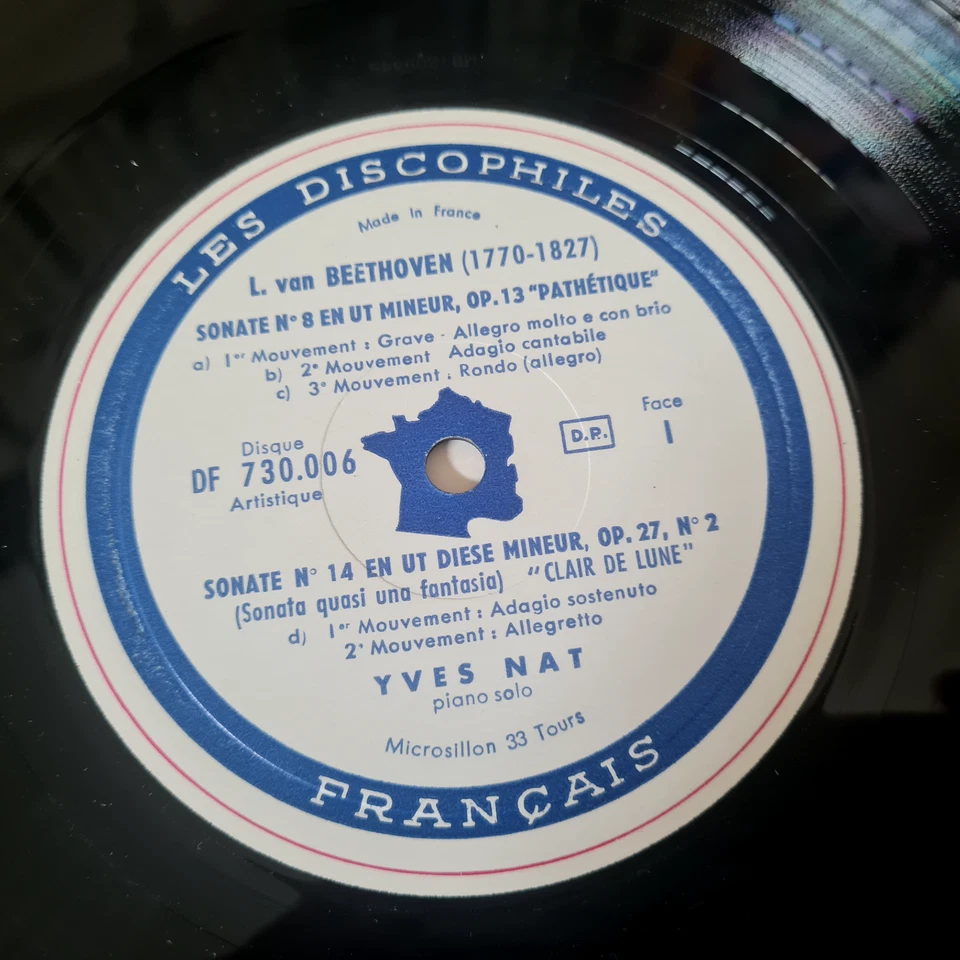 LES DISCOPHILES
Made in France
L. van BEETHOVEN (1770-1827)
SONATE N° 8 EN UT MINEUR, OP. 13 "PATHÉTIQUE"
a) 1er Mouvement : Grave - Allegro molto e con brio
b) 2e Mouvement Adagio cantabile
c) 3e Mouvement : Rondo (allegro)
Disque
DF 730.006
Artistique
D.P.
Face
I
SONATE N° 14 EN UT DIESE MINEUR, OP. 27, N° 2
(Sonata quasi una fantasia) "CLAIR DE LUNE"
d) 1er Mouvement : Adagio sostenuto
2e Mouvement : Allegretto
YVES NAT
piano solo
Microsillon 33 Tours
FRANÇAIS